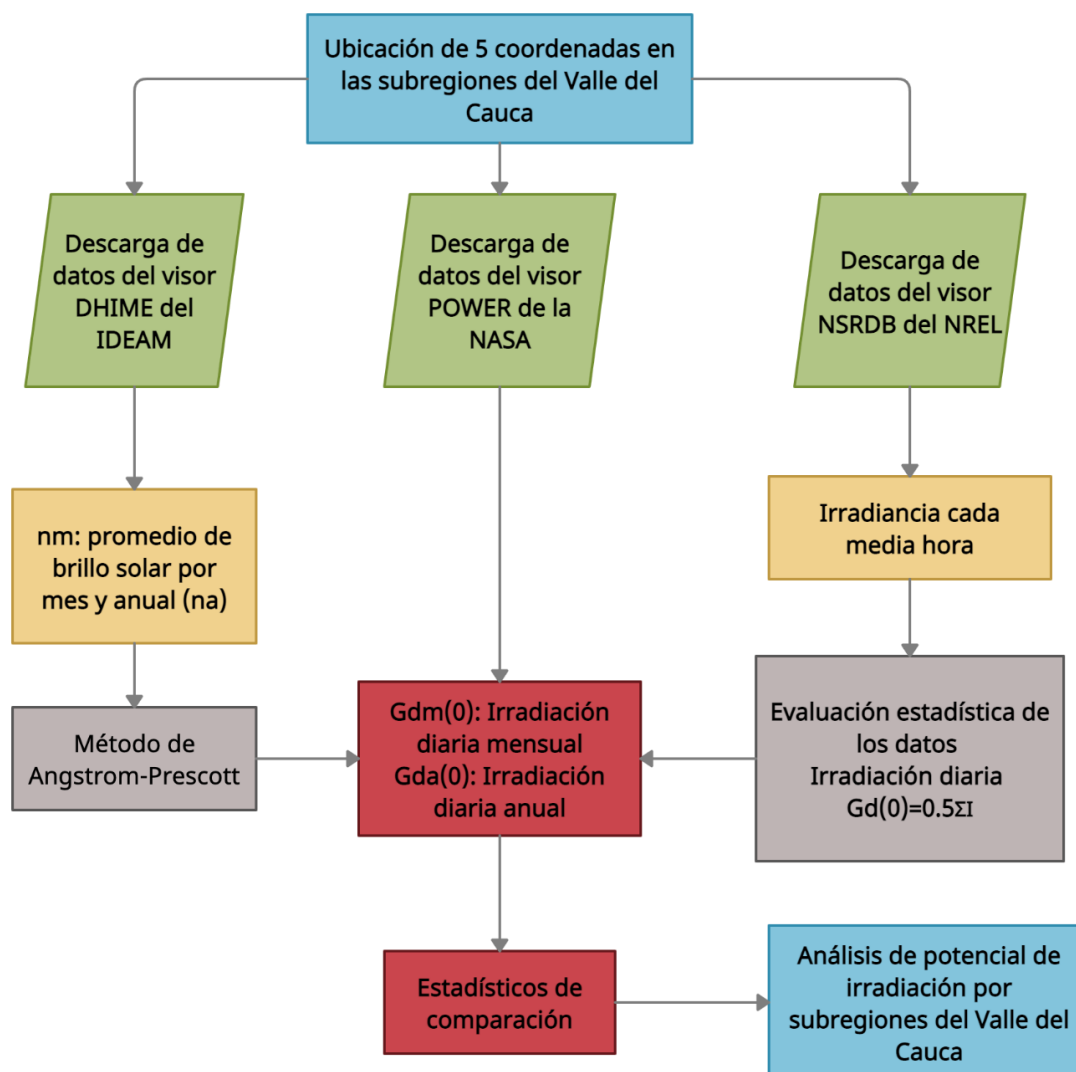 Ubicación de 5 coordenadas en
las subregiones del Valle del
Cauca
Descarga de
datos del visor
DHIME del
IDEAM
Descarga de
datos del visor
POWER de la
NASA
Descarga de
datos del visor
NSRDB del NREL
nm: promedio de
brillo solar por
mes y anual (na)
Irradiancia cada
media hora
Método de
Angstrom-Prescott
Gdm(0): Irradiación
diaria mensual
Gda(0): Irradiación
diaria anual
Evaluación estadística de
los datos
Irradiación diaria
Gd(0)=0.5ΣI
Estadísticos de
comparación
Análisis de potencial de
irradiación por
subregiones del Valle del
Cauca